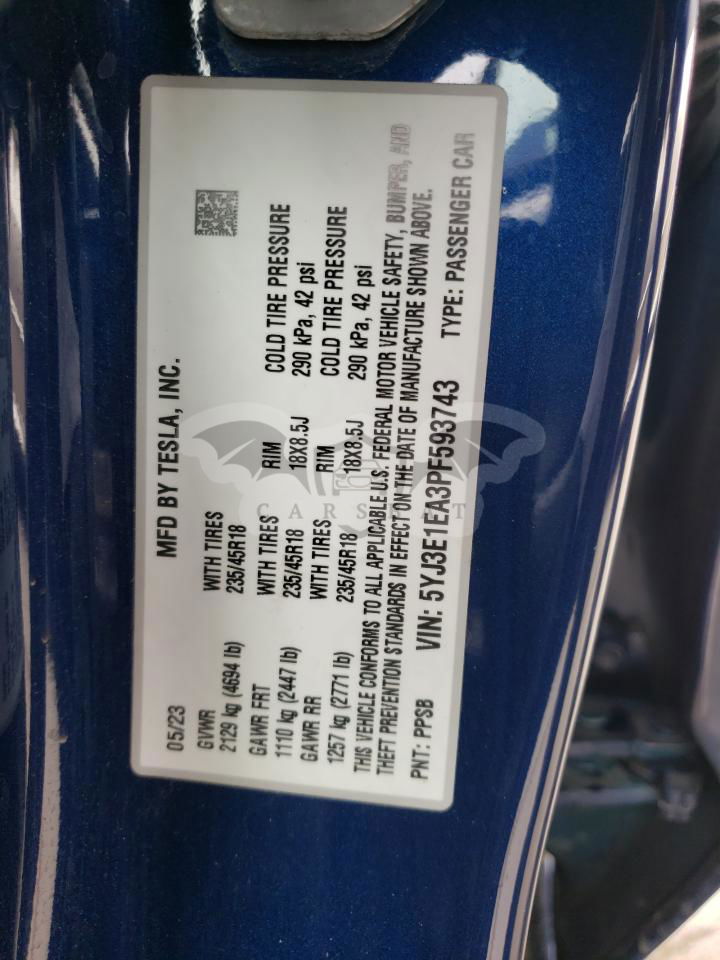 MFD BY TESLA, INC.
05/23
GVWR
2129 kg (4694 lb)
WITH TIRES
235/45R18
GAWR FRT
1110 kg (2447 lb)
WITH TIRES
235/45R18
RIM
18X8.5J
COLD TIRE PRESSURE
290 kPa, 42 psi
GAWR RR
1257 kg (2771 lb)
WITH TIRES
235/45R18
RIM
18X8.5J
COLD TIRE PRESSURE
290 kPa, 42 psi
THIS VEHICLE CONFORMS TO ALL APPLICABLE U.S. FEDERAL MOTOR VEHICLE SAFETY, BUMPER, AND
THEFT PREVENTION STANDARDS IN EFFECT ON THE DATE OF MANUFACTURE SHOWN ABOVE.
PNT: PPSB VIN: 5YJ3E1EA3PF593743 TYPE: PASSENGER CAR
CARSBAT